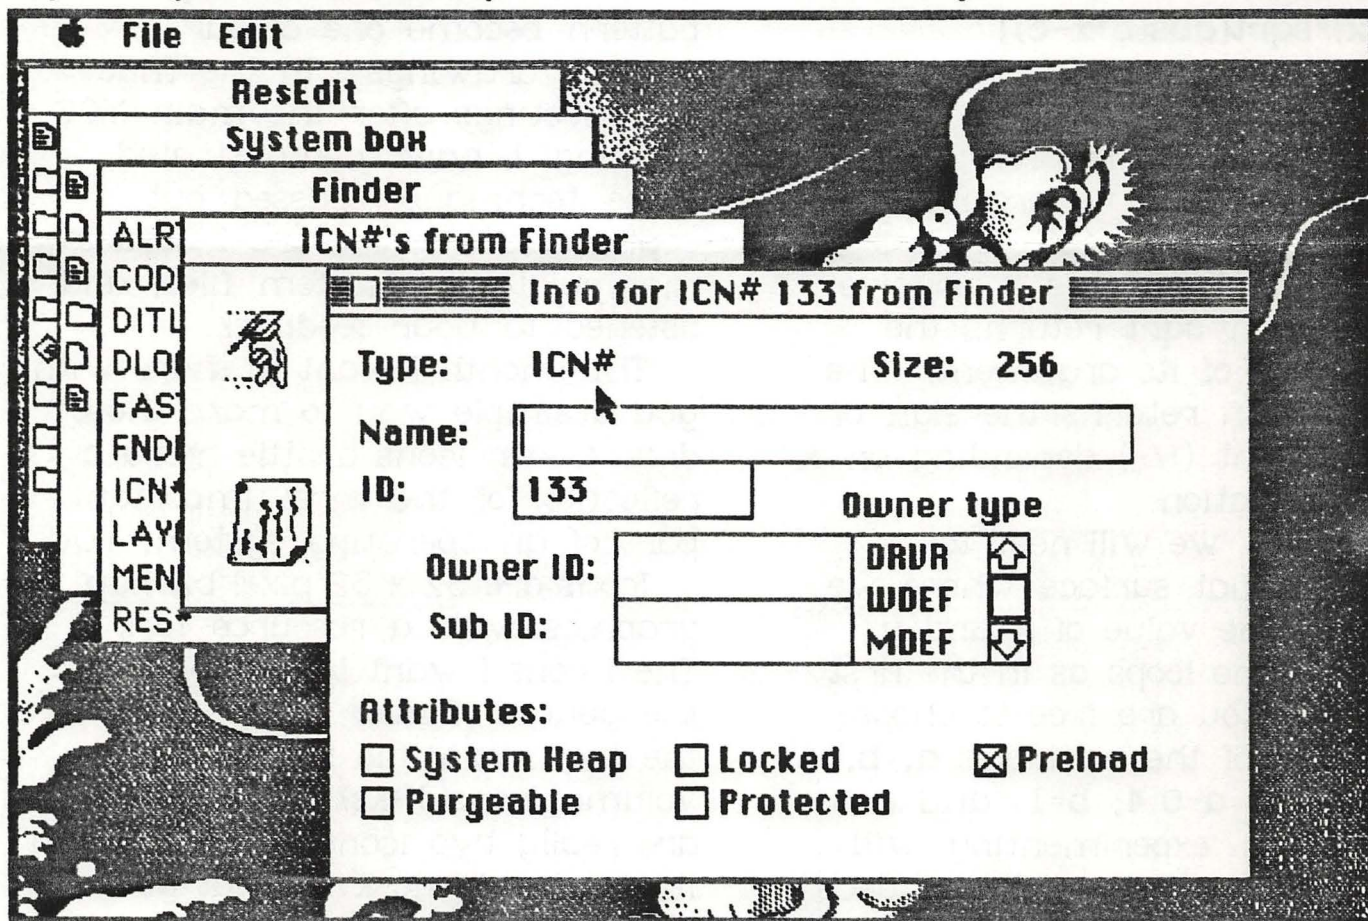 File Edit
ResEdit
System box
Finder
ICN#'s from Finder
Info for ICN# 133 from Finder
ALR
COD
DITL
DLO
FAS
FND
ICN
LAY
MEN
RES
Type: ICN# Size: 256
Name:
ID: 133
Owner type
Owner ID:
DRVR
WDEF
Sub ID:
MDEF
Attributes:
System Heap Locked Preload
Purgeable Protected